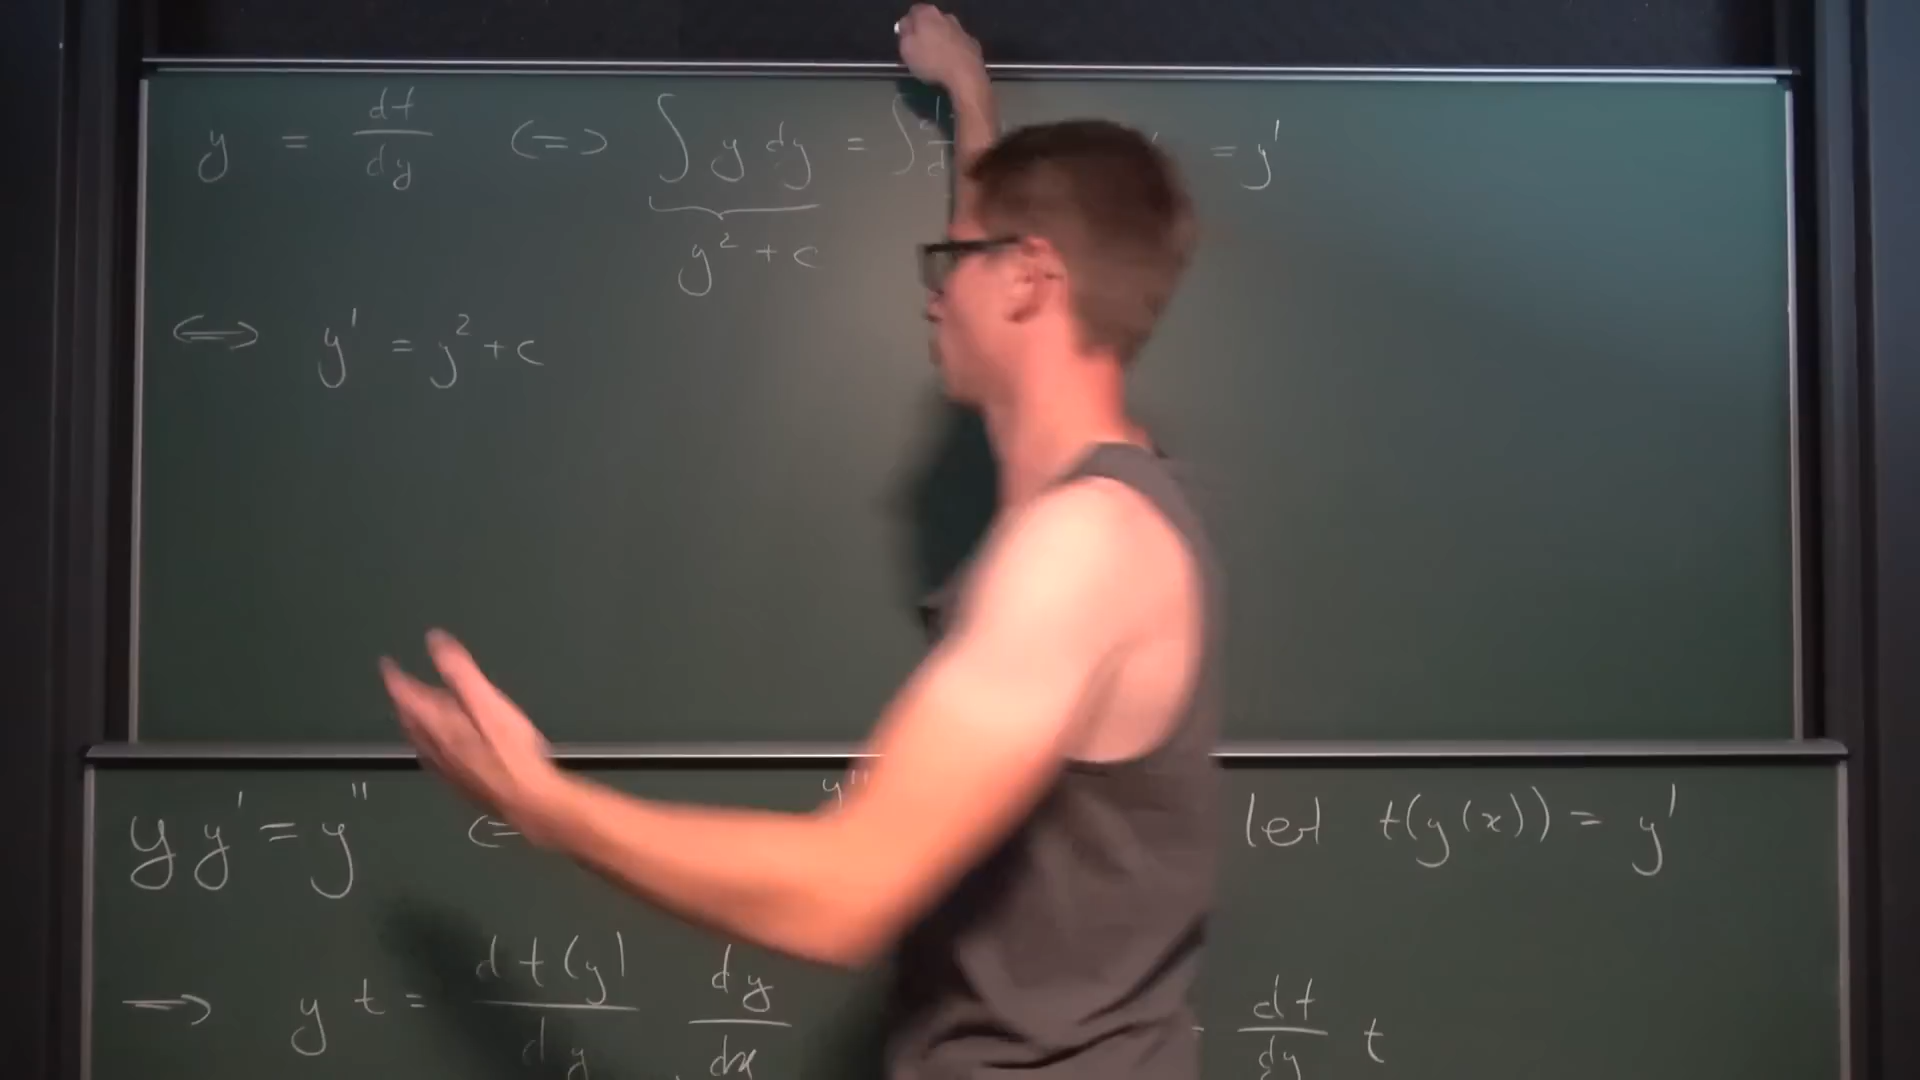 y = dt/dy <=> ∫ y dy = ∫ = y'
y² + c
<=> y' = y² + c
y y' = y'' y''' let t(y(x)) = y'
=> y t = dt(y)/dy dy/dx dt/dy t